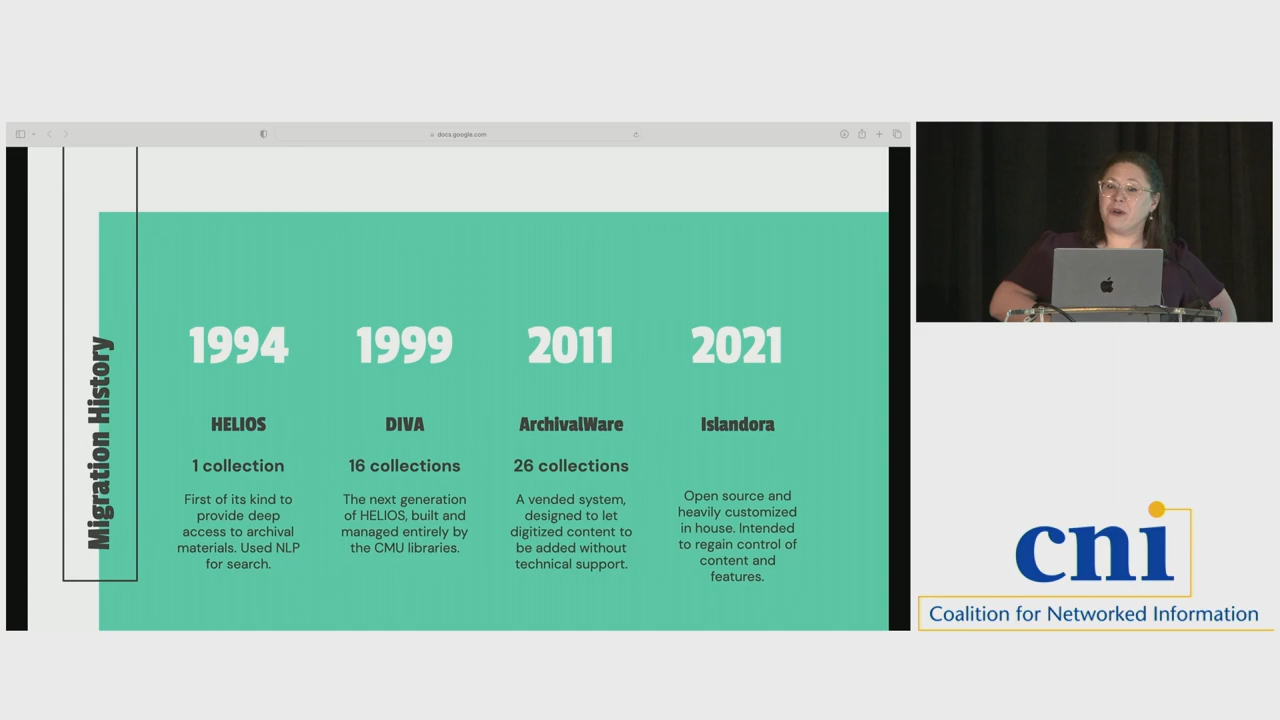 docs.google.com
Migration History
1994
HELIOS
1 collection
First of its kind to
provide deep
access to archival
materials. Used NLP
for search.
1999
DIVA
16 collections
The next generation
of HELIOS, built and
managed entirely by
the CMU libraries.
2011
ArchivalWare
26 collections
A vended system,
designed to let
digitized content to
be added without
technical support.
2021
Islandora
Open source and
heavily customized
in house. Intended
to regain control of
content and
features.
cni
Coalition for Networked Information